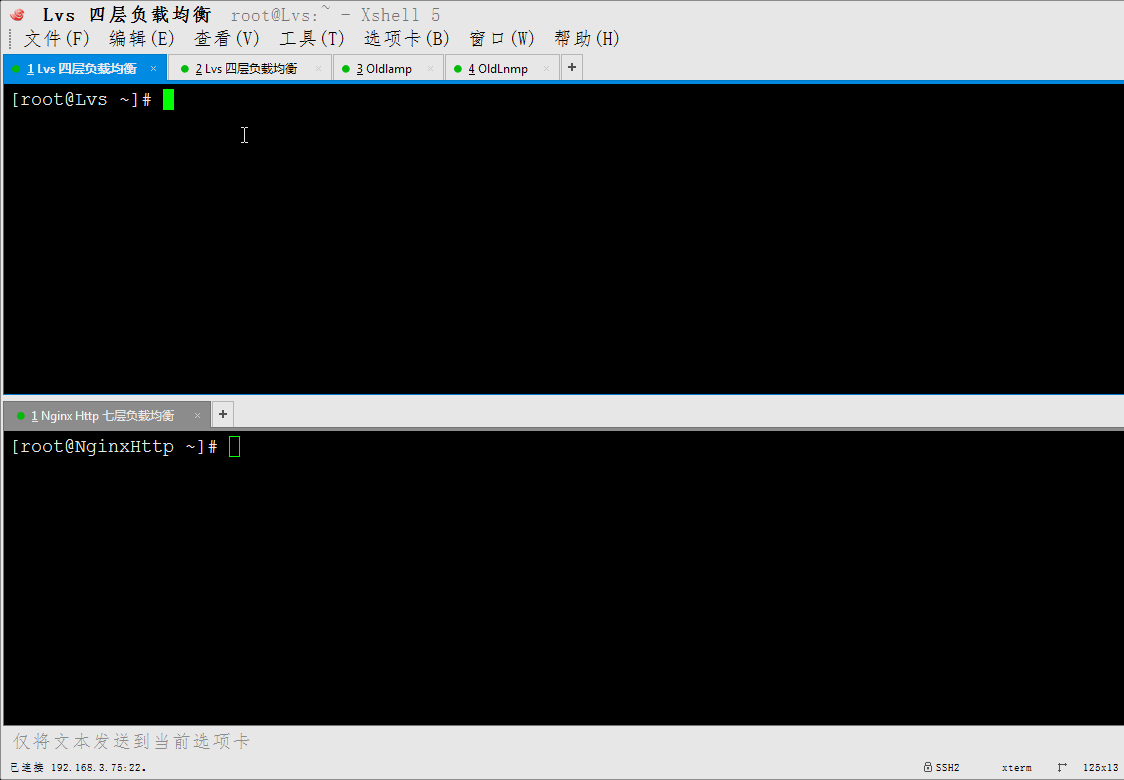 Lvs 四层负载均衡 root@Lvs:~ - Xshell 5
文件(F) 编辑(E) 查看(V) 工具(T) 选项卡(B) 窗口(W) 帮助(H)
1 Lvs 四层负载均衡 × 2 Lvs 四层负载均衡 × 3 Oldlamp × 4 OldLnmp × +
[root@Lvs ~]#
1 Nginx Http 七层负载均衡 × +
[root@NginxHttp ~]#
仅将文本发送到当前选项卡
已连接 192.168.3.75:22. SSH2 xterm 125x13